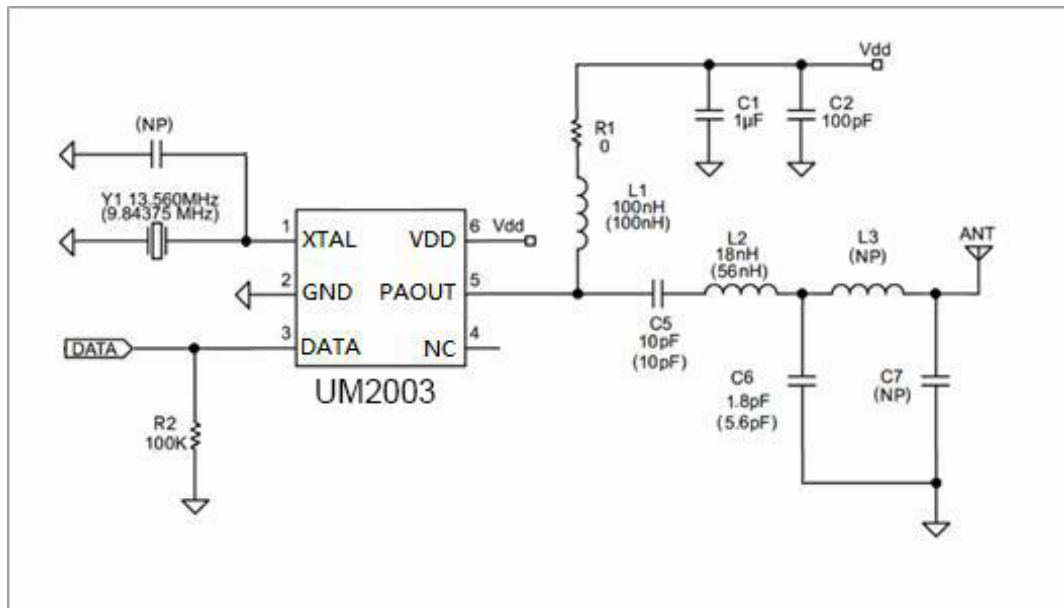 Vdd
(NP)
C1
1µF
C2
100pF
R1
0
Y1 13.560MHz
(9.84375 MHz)
L1
100nH
(100nH)
1
XTAL
VDD
6
Vdd
L2
18nH
(56nH)
L3
(NP)
ANT
2
GND
PAOUT
5
DATA
3
DATA
NC
4
C5
10pF
(10pF)
UM2003
C6
1.8pF
(5.6pF)
C7
(NP)
R2
100K